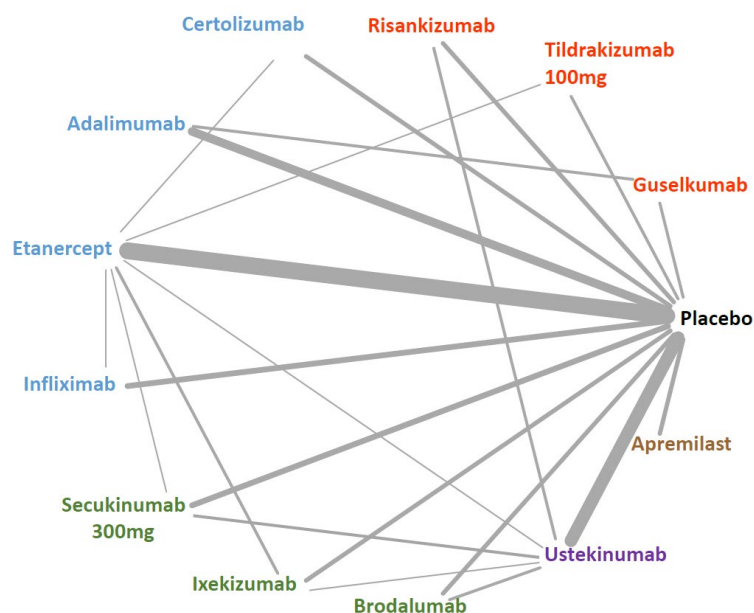 Certolizumab
Risankizumab
Tildrakizumab
100mg
Adalimumab
Guselkumab
Etanercept
Placebo
Infliximab
Apremilast
Secukinumab
300mg
Ustekinumab
Ixekizumab
Brodalumab